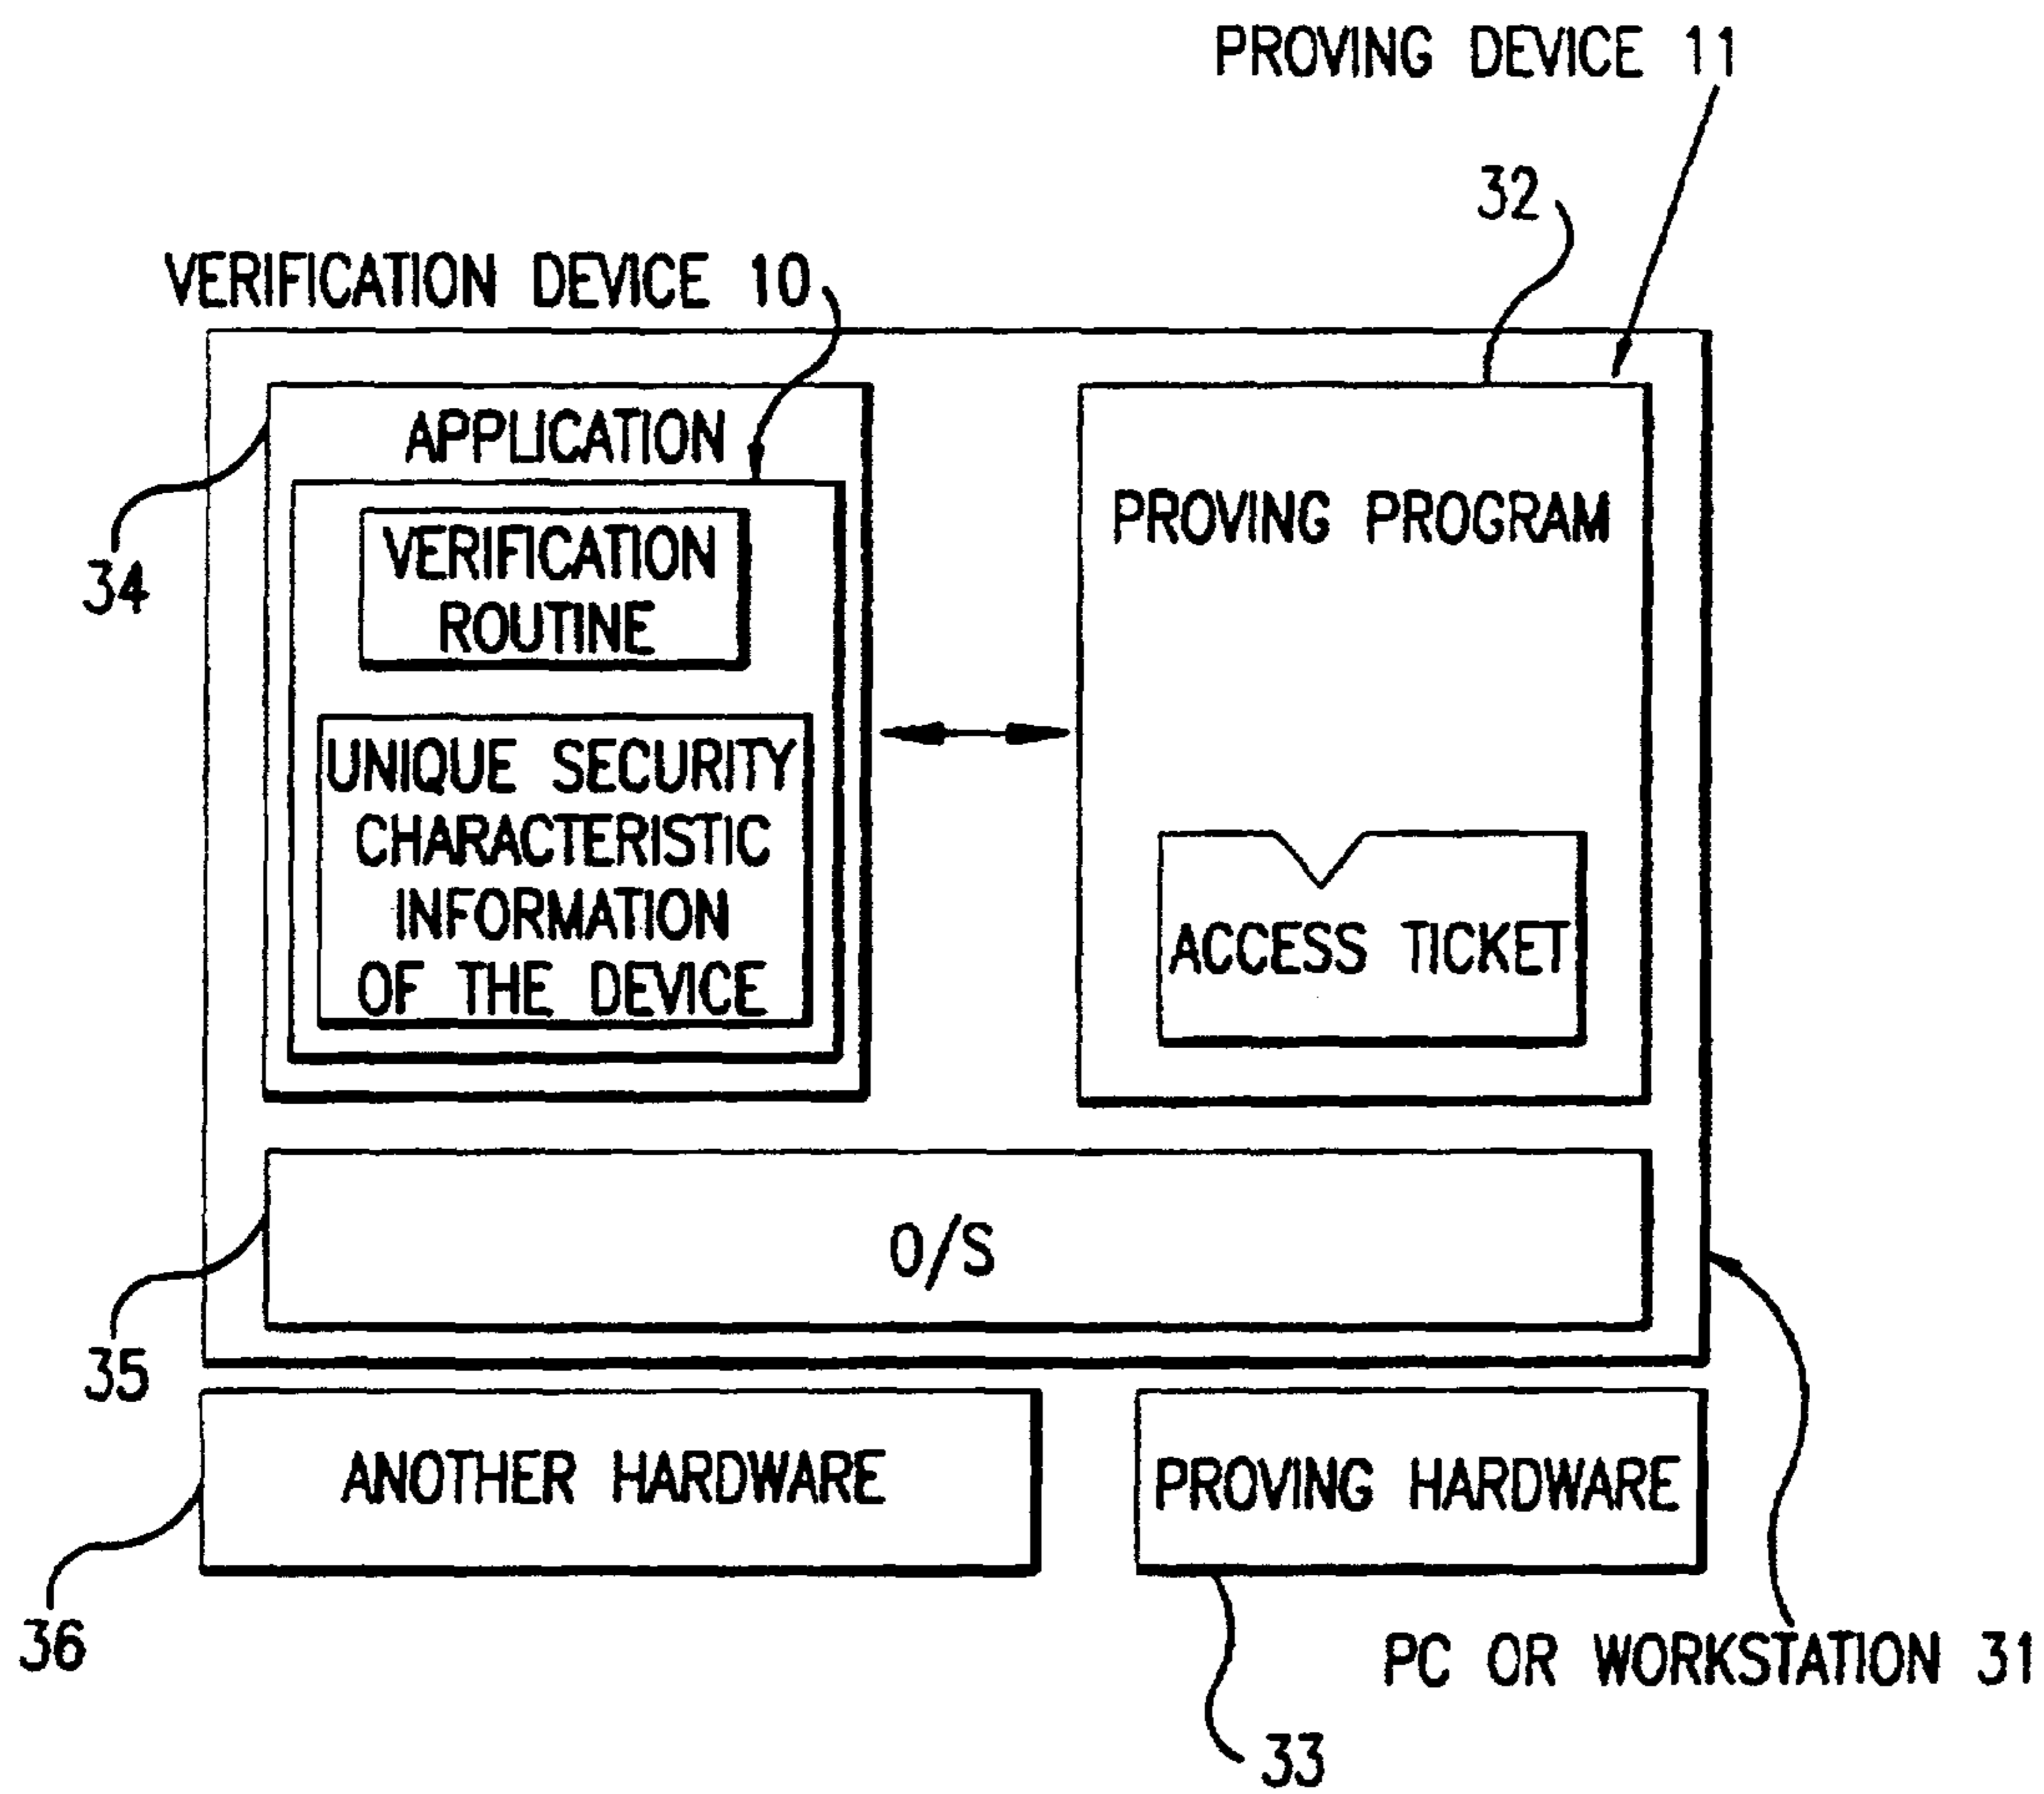 PROVING DEVICE 11
32
VERIFICATION DEVICE 10
APPLICATION
VERIFICATION
ROUTINE
34
UNIQUE SECURITY
CHARACTERISTIC
INFORMATION
OF THE DEVICE
PROVING PROGRAM
ACCESS TICKET
O/S
35
ANOTHER HARDWARE
PROVING HARDWARE
36
PC OR WORKSTATION 31
33